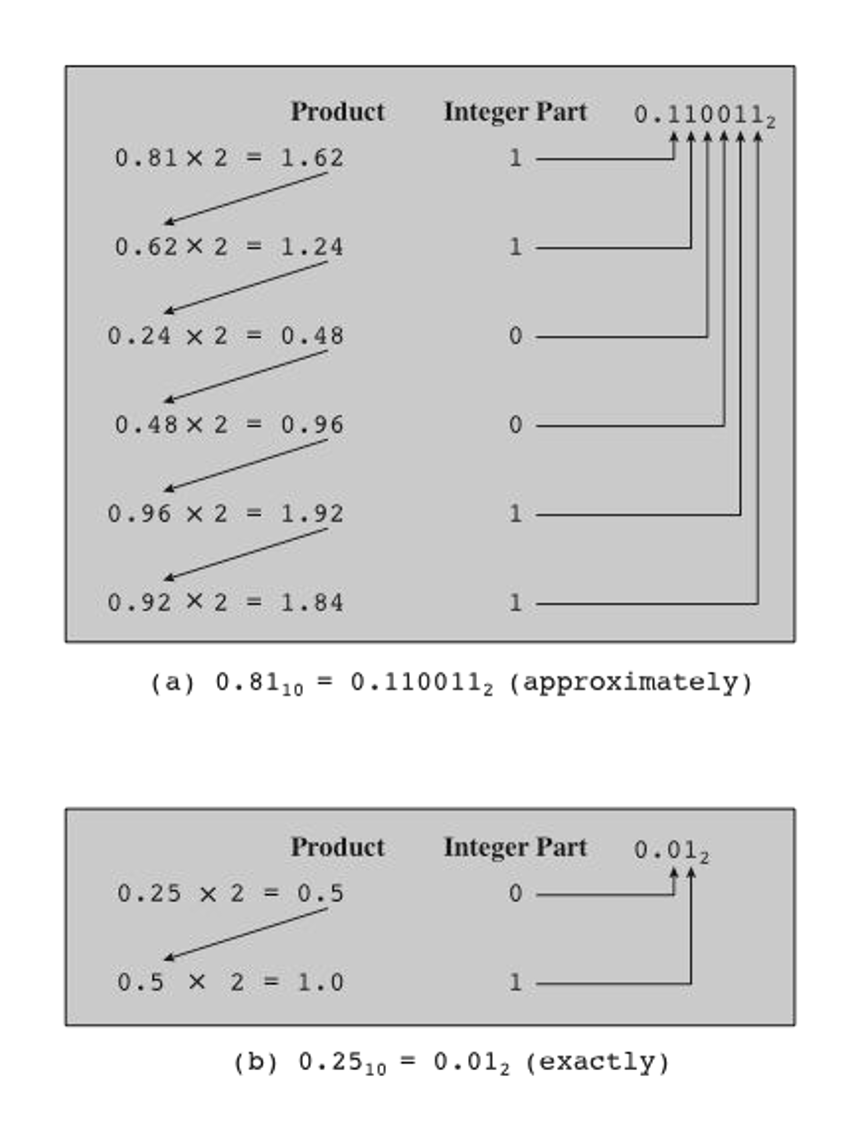 Product Integer Part 0.110011₂
0.81 × 2 = 1.62 1
0.62 × 2 = 1.24 1
0.24 × 2 = 0.48 0
0.48 × 2 = 0.96 0
0.96 × 2 = 1.92 1
0.92 × 2 = 1.84 1
(a) 0.81₁₀ = 0.110011₂ (approximately)
Product Integer Part 0.01₂
0.25 × 2 = 0.5 0
0.5 × 2 = 1.0 1
(b) 0.25₁₀ = 0.01₂ (exactly)